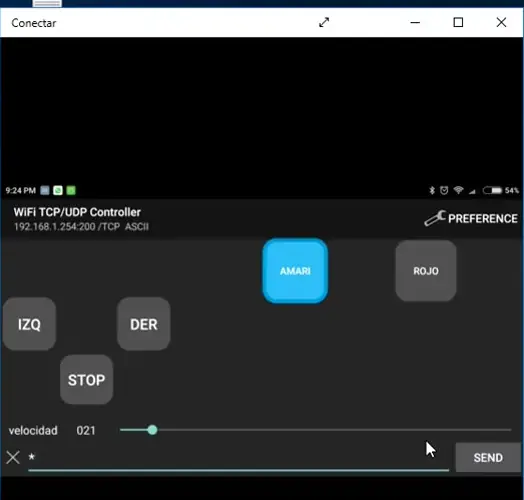 Conectar
9:24 PM 54%
WiFi TCP/UDP Controller
192.168.1.254:200 /TCP ASCII
PREFERENCE
AMARI ROJO
IZQ DER
STOP
velocidad 021
* SEND